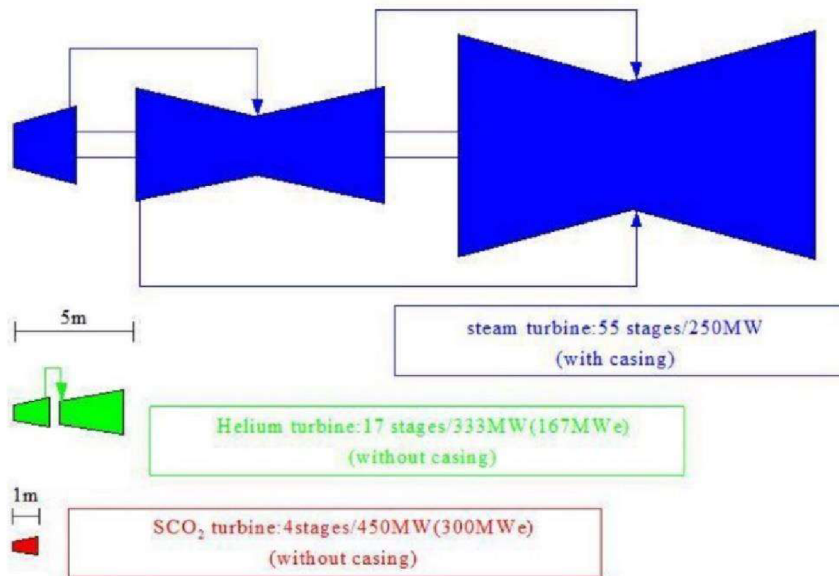 5m
steam turbine:55 stages/250MW
(with casing)
Helium turbine:17 stages/333MW(167MWe)
(without casing)
1m
SCO₂ turbine:4stages/450MW(300MWe)
(without casing)